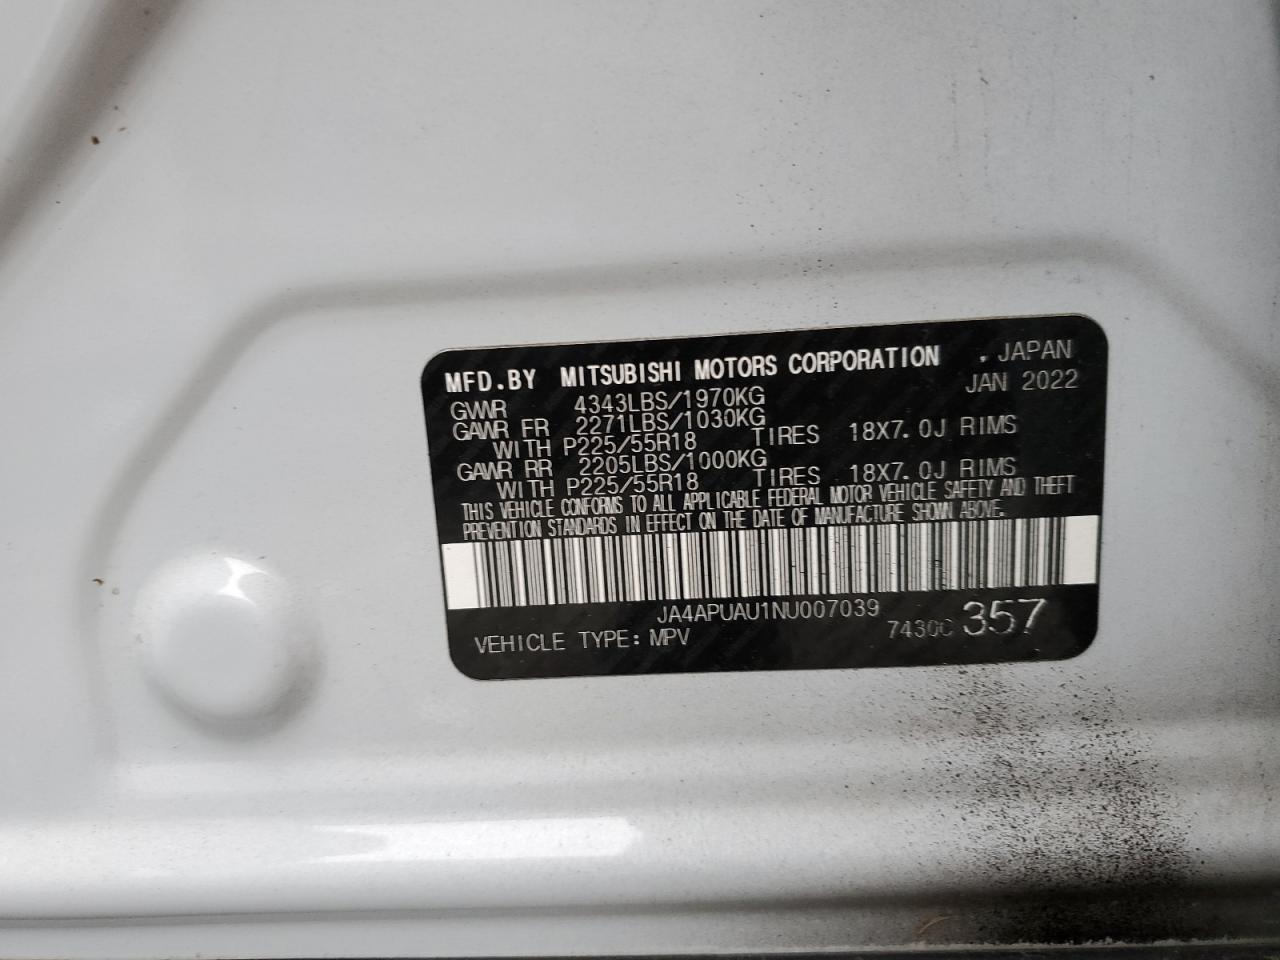 MFD.BY MITSUBISHI MOTORS CORPORATION . JAPAN
JAN 2022
GVWR 4343LBS/1970KG
GAWR FR 2271LBS/1030KG
WITH P225/55R18 TIRES 18X7.0J RIMS
GAWR RR 2205LBS/1000KG
WITH P225/55R18 TIRES 18X7.0J RIMS
THIS VEHICLE CONFORMS TO ALL APPLICABLE FEDERAL MOTOR VEHICLE SAFETY AND THEFT
PREVENTION STANDARDS IN EFFECT ON THE DATE OF MANUFACTURE SHOWN ABOVE.
JA4APUAU1NU007039
VEHICLE TYPE: MPV 7430C 357